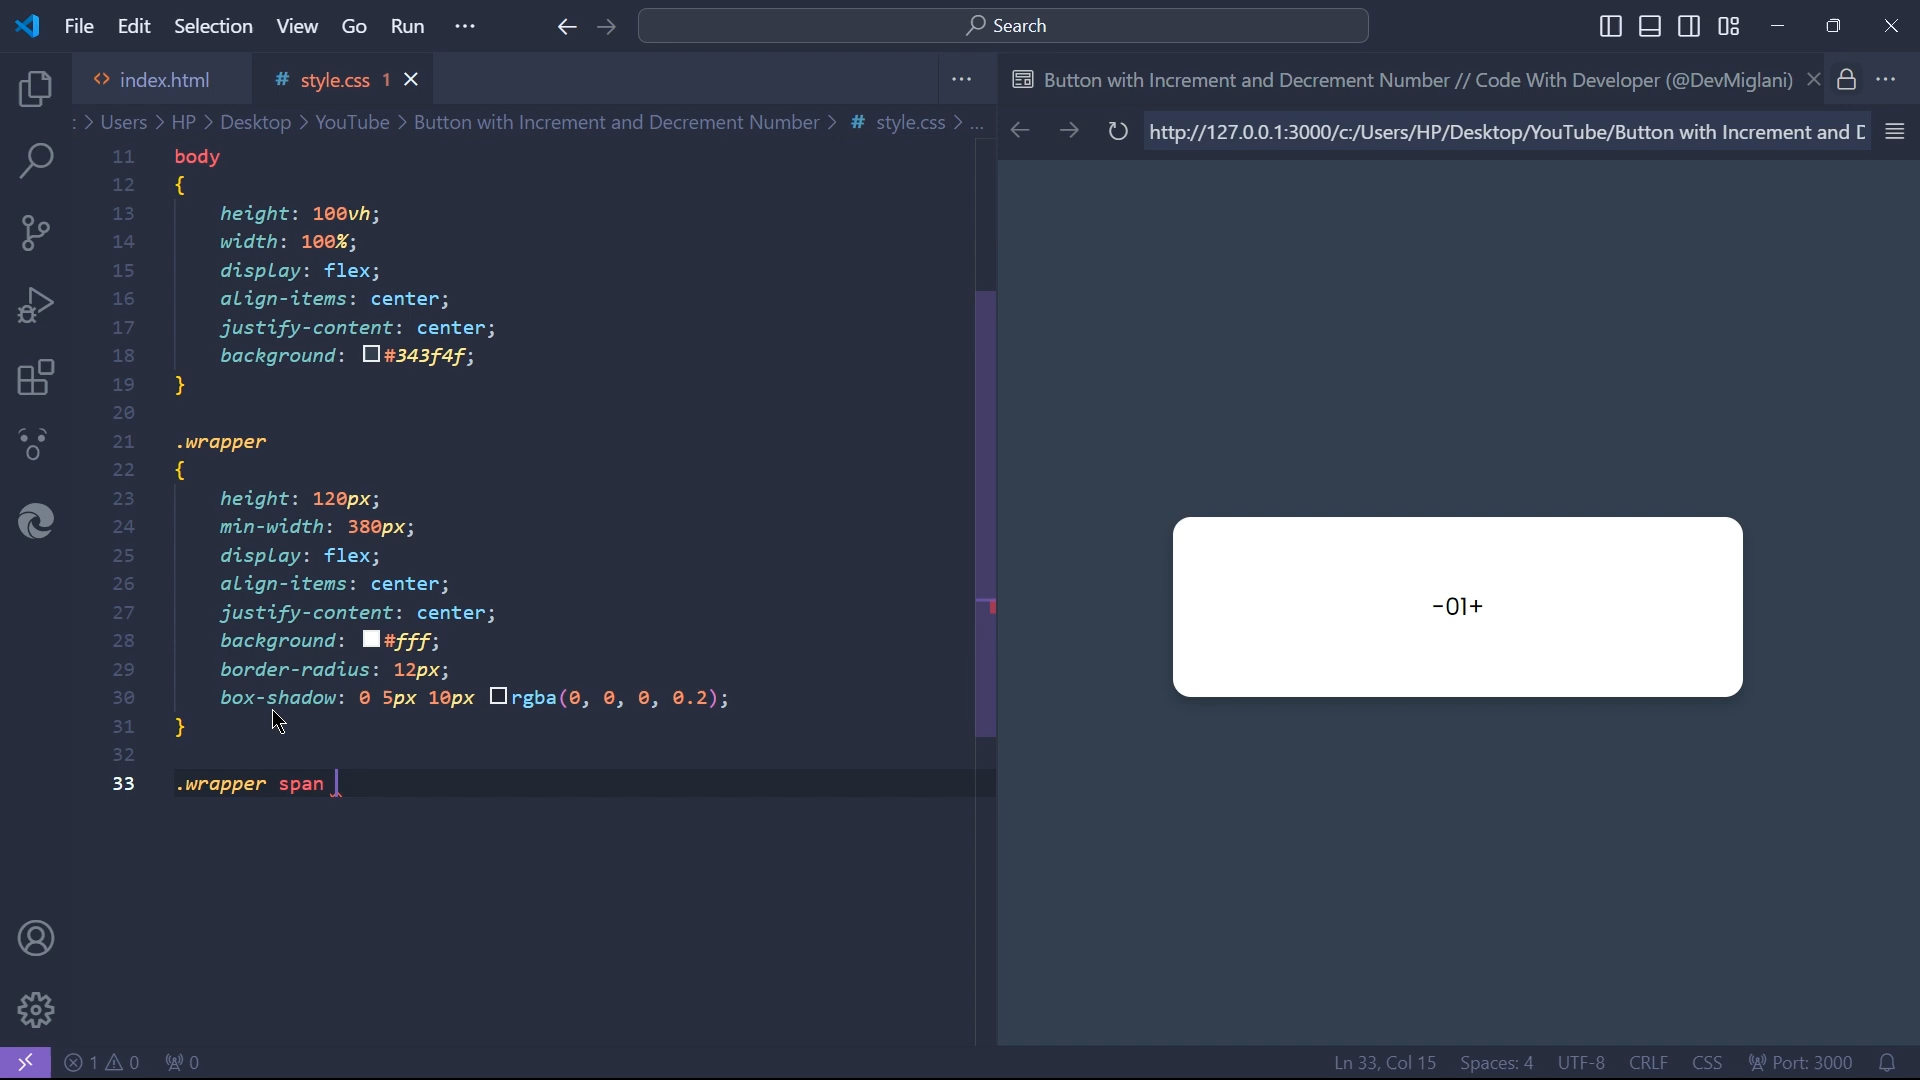 File Edit Selection View Go Run ··· Search
index.html # style.css 1 ···
: > Users > HP > Desktop > YouTube > Button with Increment and Decrement Number > # style.css > ...
11 body
12 {
13 height: 100vh;
14 width: 100%;
15 display: flex;
16 align-items: center;
17 justify-content: center;
18 background: #343f4f;
19 }
20
21 .wrapper
22 {
23 height: 120px;
24 min-width: 380px;
25 display: flex;
26 align-items: center;
27 justify-content: center;
28 background: #fff;
29 border-radius: 12px;
30 box-shadow: 0 5px 10px rgba(0, 0, 0, 0.2);
31 }
32
33 .wrapper span
Button with Increment and Decrement Number // Code With Developer (@DevMiglani) ···
http://127.0.0.1:3000/c:/Users/HP/Desktop/YouTube/Button with Increment and
-01+
1 0 0 Ln 33, Col 15 Spaces: 4 UTF-8 CRLF CSS Port: 3000